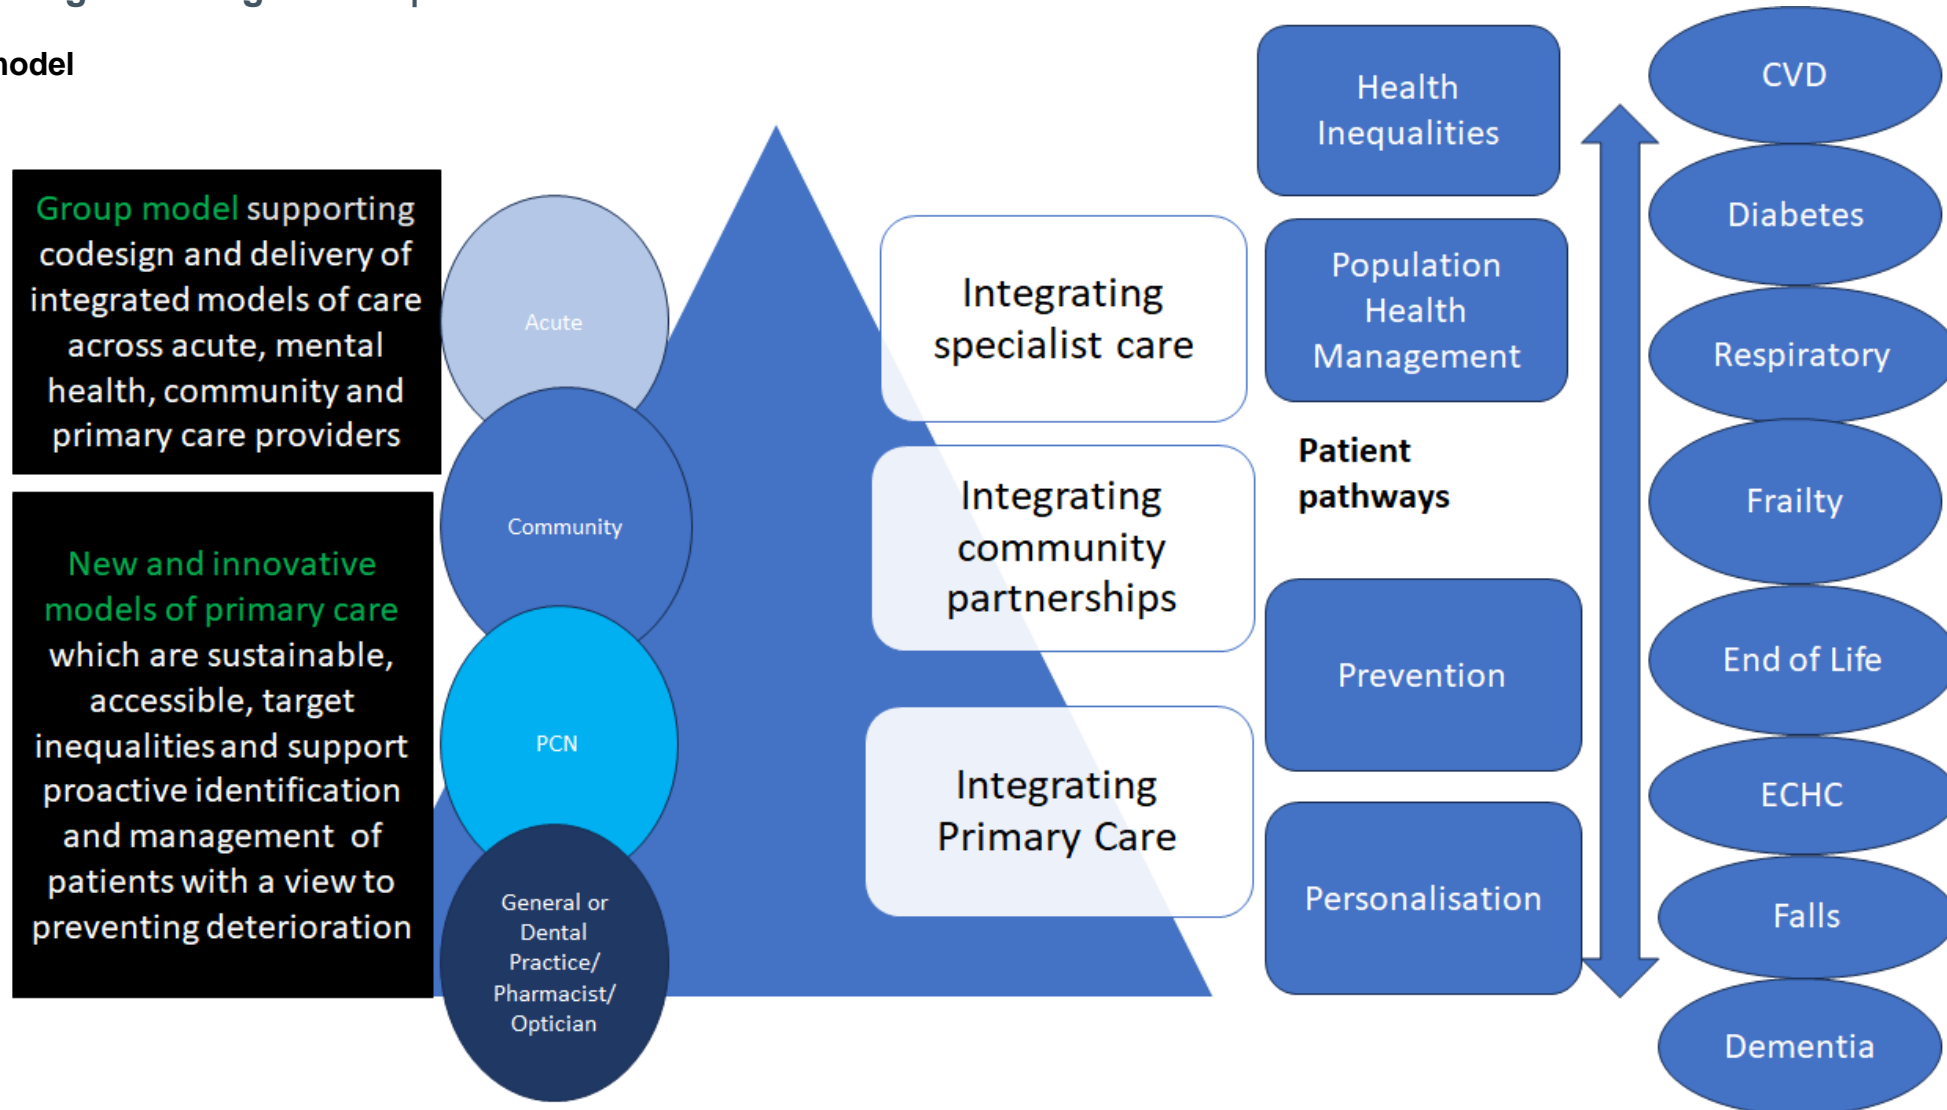 model
Group model supporting
codesign and delivery of
integrated models of care
across acute, mental
health, community and
primary care providers
New and innovative
models of primary care
which are sustainable,
accessible, target
inequalities and support
proactive identification
and management of
patients with a view to
preventing deterioration
Acute
Community
PCN
General or
Dental
Practice/
Pharmacist/
Optician
Integrating
specialist care
Integrating
community
partnerships
Integrating
Primary Care
Health
Inequalities
Population
Health
Management
Patient
pathways
Prevention
Personalisation
CVD
Diabetes
Respiratory
Frailty
End of Life
ECHC
Falls
Dementia